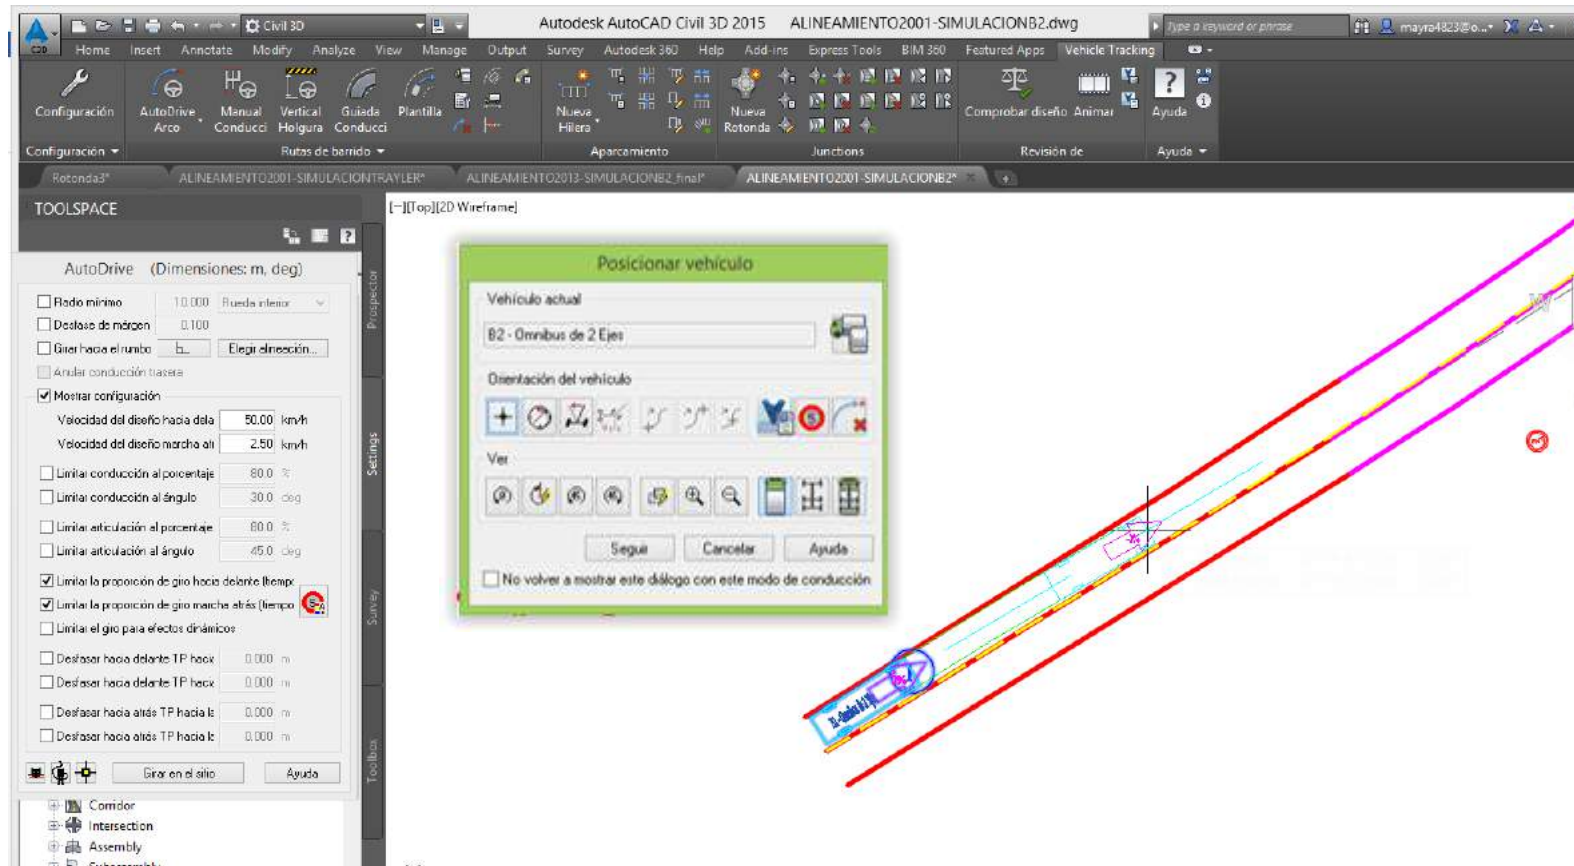 Civil 3D
Autodesk AutoCAD Civil 3D 2015 ALINEAMIENTO2001-SIMULACIONB2.dwg
Type a keyword or phrase
mayra4823@o...
Home Insert Annotate Modify Analyze View Manage Output Survey Autodesk 360 Help Add-ins Express Tools BIM 360 Featured Apps Vehicle Tracking
Configuración
AutoDrive Arco
Manual Conducci
Vertical Holgura
Guiada Conducci
Plantilla
Nueva Hilera
Nueva Rotonda
Comprobar diseño
Animar
Ayuda
Configuración Rutas de barrido Aparcamiento Junctions Revisión de Ayuda
Rotonda3* ALINEAMIENTO2001-SIMULACIONTRAYLER* ALINEAMIENTO2013-SIMULACIONB2_final* ALINEAMIENTO2001-SIMULACIONB2*
TOOLSPACE
[−][Top][2D Wireframe]
AutoDrive (Dimensiones: m, deg)
Radio mínimo 10.000 Rueda interior
Desfase de márgen 0.100
Girar hacia el rumbo Elegir alineación...
Anular conducción trasera
Mostrar configuración
Velocidad del diseño hacia dela 50.00 km/h
Velocidad del diseño marcha atr 2.50 km/h
Limitar conducción al porcentaje 80.0 %
Limitar conducción al ángulo 30.0 deg
Limitar articulación al porcentaje 80.0 %
Limitar articulación al ángulo 45.0 deg
Limitar la proporción de giro hacia delante (tiempo
Limitar la proporción de giro marcha atrás (tiempo
Limitar el giro para efectos dinámicos
Desfasar hacia delante TP hacia 0.000 m
Desfasar hacia delante TP hacia 0.000 m
Desfasar hacia atrás TP hacia la 0.000 m
Desfasar hacia atrás TP hacia la 0.000 m
Girar en el sitio Ayuda
Corridor
Intersection
Assembly
Subassembly
Prospector
Settings
Survey
Toolbox
Posicionar vehículo
Vehículo actual
B2 - Omnibus de 2 Ejes
Orientación del vehículo
Ver
Seguir Cancelar Ayuda
No volver a mostrar este diálogo con este modo de conducción
W